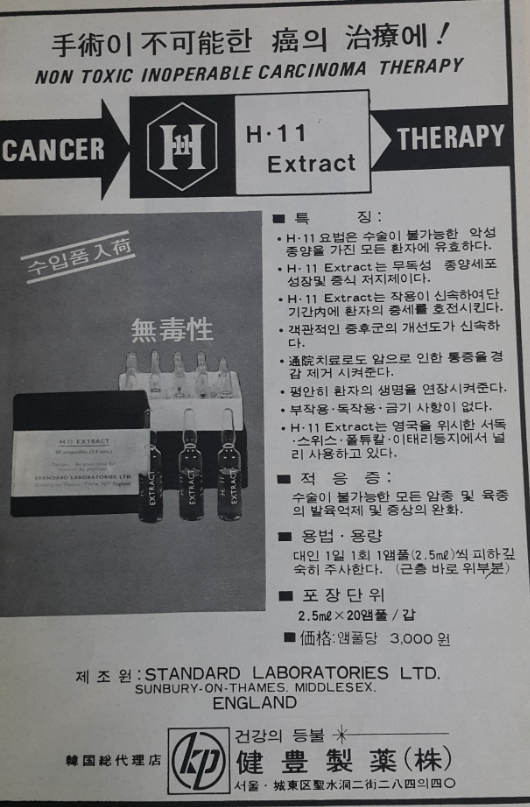 手術이 不可能한 癌의 治療에!
NON TOXIC INOPERABLE CARCINOMA THERAPY
CANCER
H
11
H·11
Extract
THERAPY
수입품 入荷
無毒性
H·11 EXTRACT
STANDARD LABORATORIES LTD.
EXTRACT
EXTRACT
EXTRACT
■ 특 징:
• H·11 요법은 수술이 불가능한 악성
종양을 가진 모든 환자에 유효하다.
• H·11 Extract는 무독성 종양세포
성장및 증식 저지제이다.
• H·11 Extract는 작용이 신속하여 단
기간內에 환자의 증세를 호전시킨다.
• 객관적인 증후군의 개선도가 신속하
다.
• 通院치료로도 암으로 인한 통증을 경
감 제거 시켜준다.
• 평안히 환자의 생명을 연장시켜준다.
• 부작용·독작용·금기 사항이 없다.
• H·11 Extract는 영국을 위시한 서독
·스위스·폴튜칼·이태리등지에서 널
리 사용하고 있다.
■ 적 응 증:
수술이 불가능한 모든 암종 및 육종
의 발육억제 및 증상의 완화.
■ 용법·용량
대인 1일 1회 1앰풀(2.5㎖)씩 피하깊
숙히 주사한다. (근층 바로 위부분)
■ 포 장 단 위
2.5㎖×20앰풀/갑
■ 価格:앰풀당 3,000원
제 조 원:STANDARD LABORATORIES LTD.
SUNBURY-ON-THAMES. MIDDLESEX.
ENGLAND
韓国総代理店
kp
건강의 등불
健豊製薬(株)
서울·城東区聖水洞二街二八四의四〇